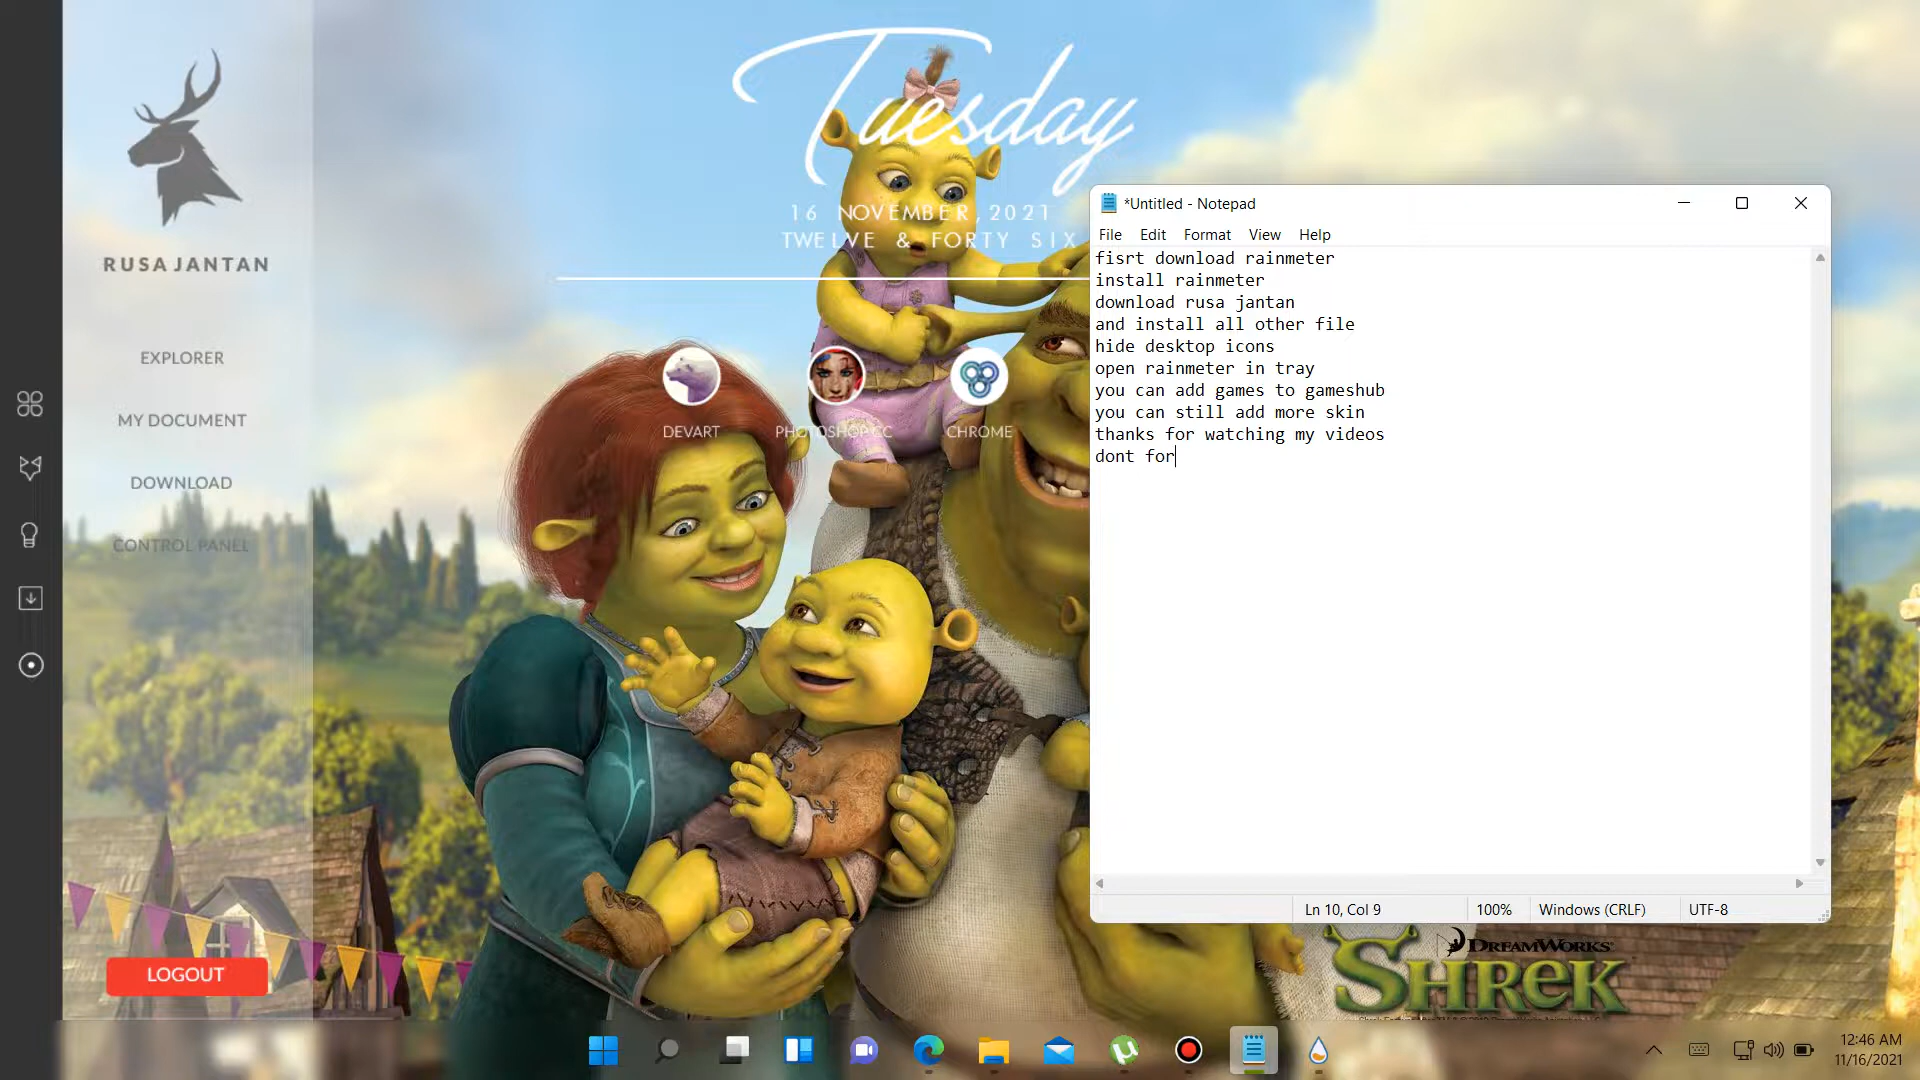 RUSA JANTAN
EXPLORER
MY DOCUMENT
DOWNLOAD
CONTROL PANEL
LOGOUT
Tuesday
16 NOVEMBER, 2021
TWELVE & FORTY SIX
DEVART
PHOTOSHOP CC
CHROME
*Untitled - Notepad
File Edit Format View Help
fisrt download rainmeter
install rainmeter
download rusa jantan
and install all other file
hide desktop icons
open rainmeter in tray
you can add games to gameshub
you can still add more skin
thanks for watching my videos
dont for
Ln 10, Col 9 100% Windows (CRLF) UTF-8
DREAMWORKS
SHREK
12:46 AM
11/16/2021